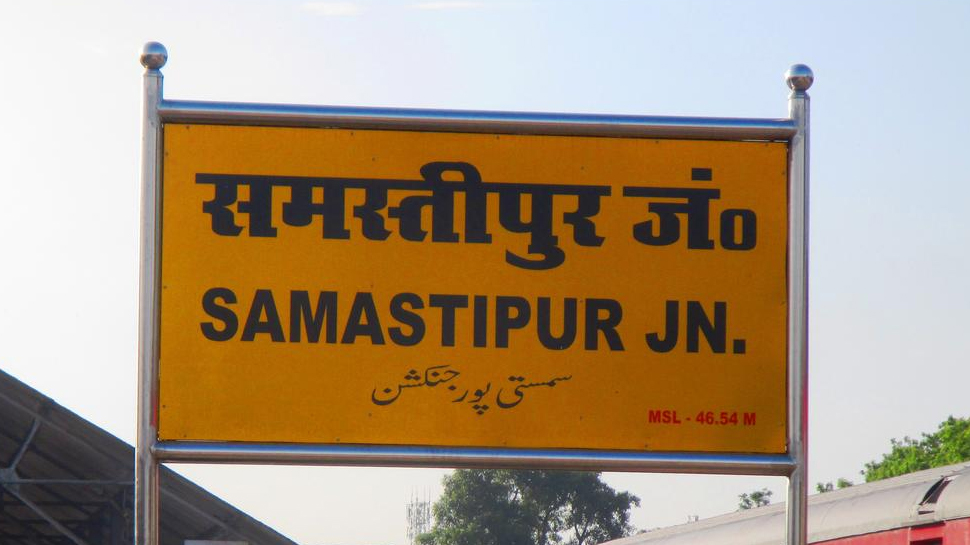 समस्तीपुर जं०
SAMASTIPUR JN.
سمستی پور جنکشن
MSL - 46.54 M